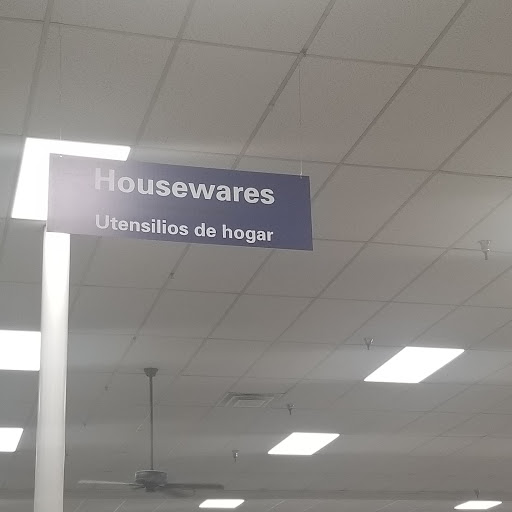 Housewares
Utensilios de hogar